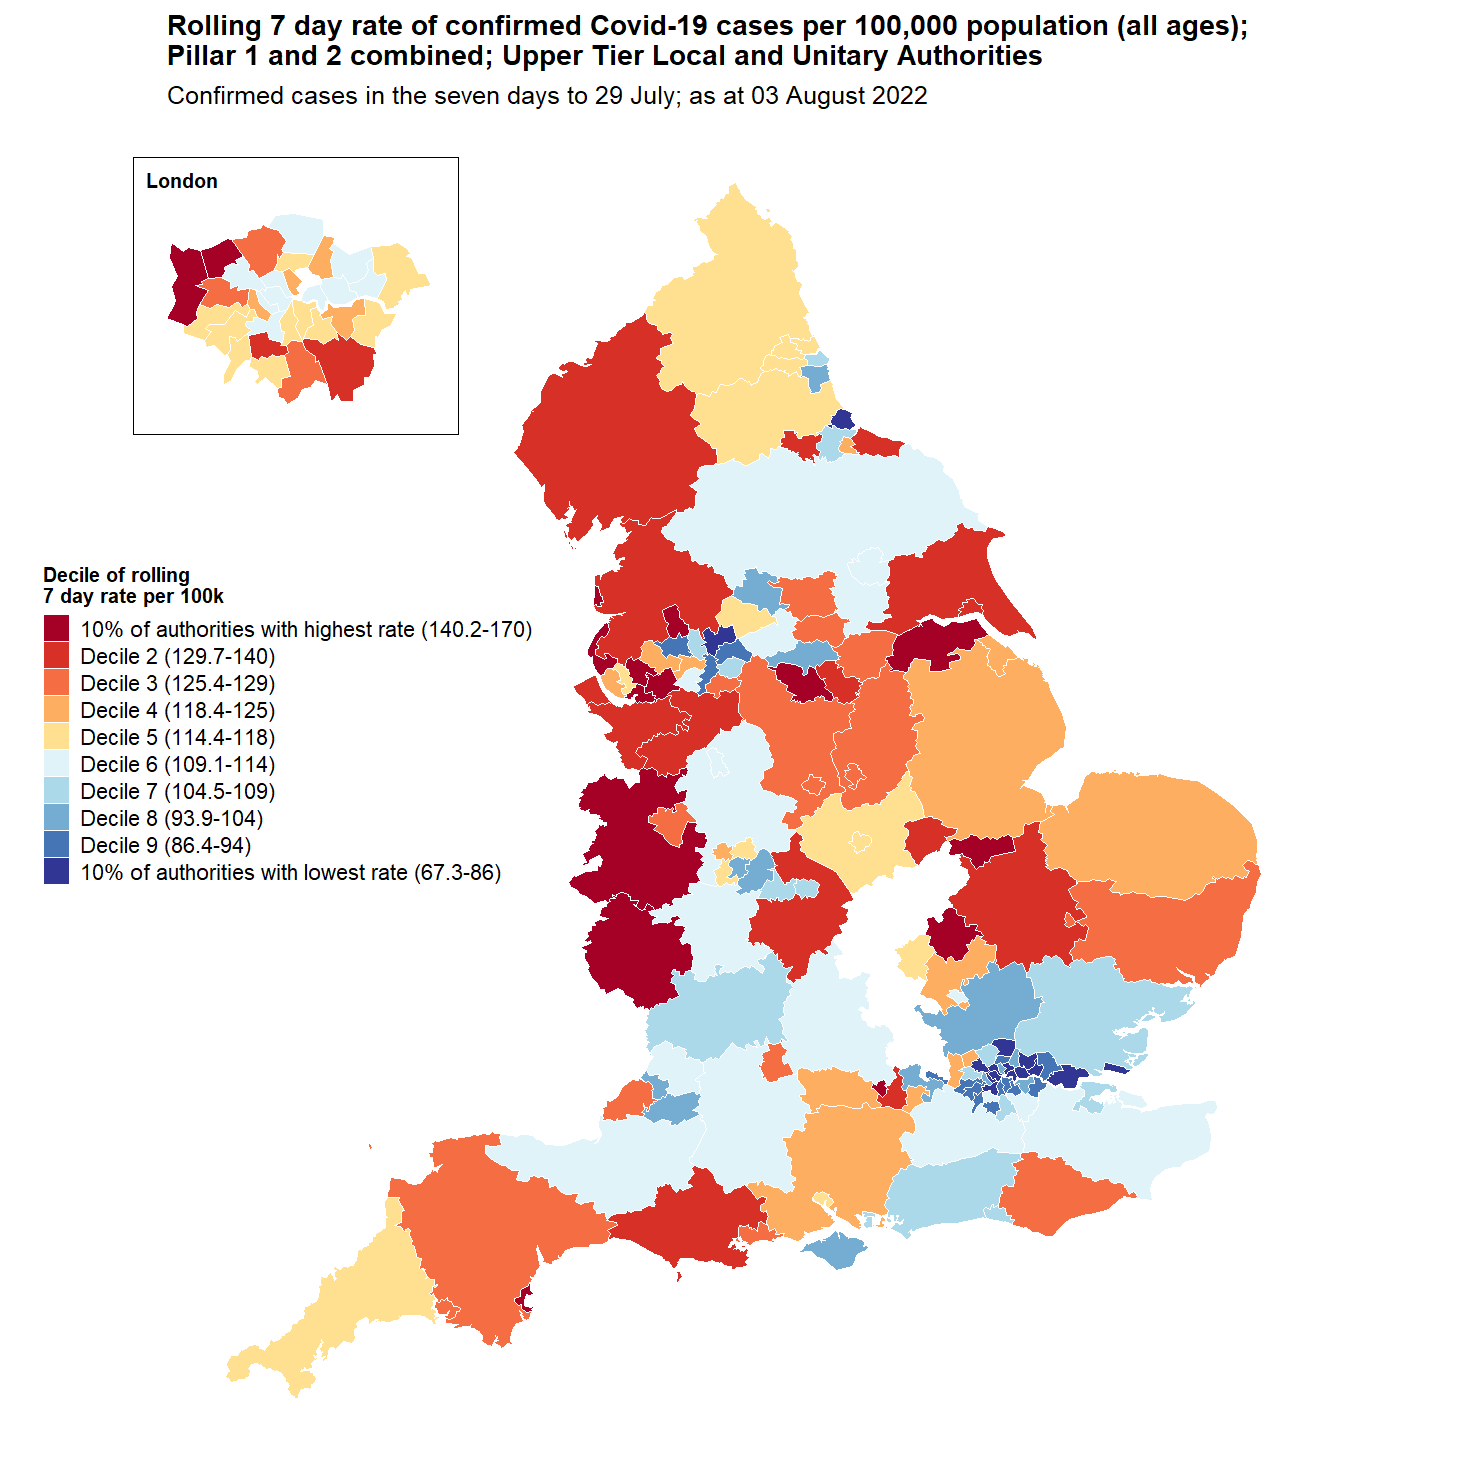 Rolling 7 day rate of confirmed Covid-19 cases per 100,000 population (all ages);
Pillar 1 and 2 combined; Upper Tier Local and Unitary Authorities
Confirmed cases in the seven days to 29 July; as at 03 August 2022
London
Decile of rolling
7 day rate per 100k
10% of authorities with highest rate (140.2-170)
Decile 2 (129.7-140)
Decile 3 (125.4-129)
Decile 4 (118.4-125)
Decile 5 (114.4-118)
Decile 6 (109.1-114)
Decile 7 (104.5-109)
Decile 8 (93.9-104)
Decile 9 (86.4-94)
10% of authorities with lowest rate (67.3-86)